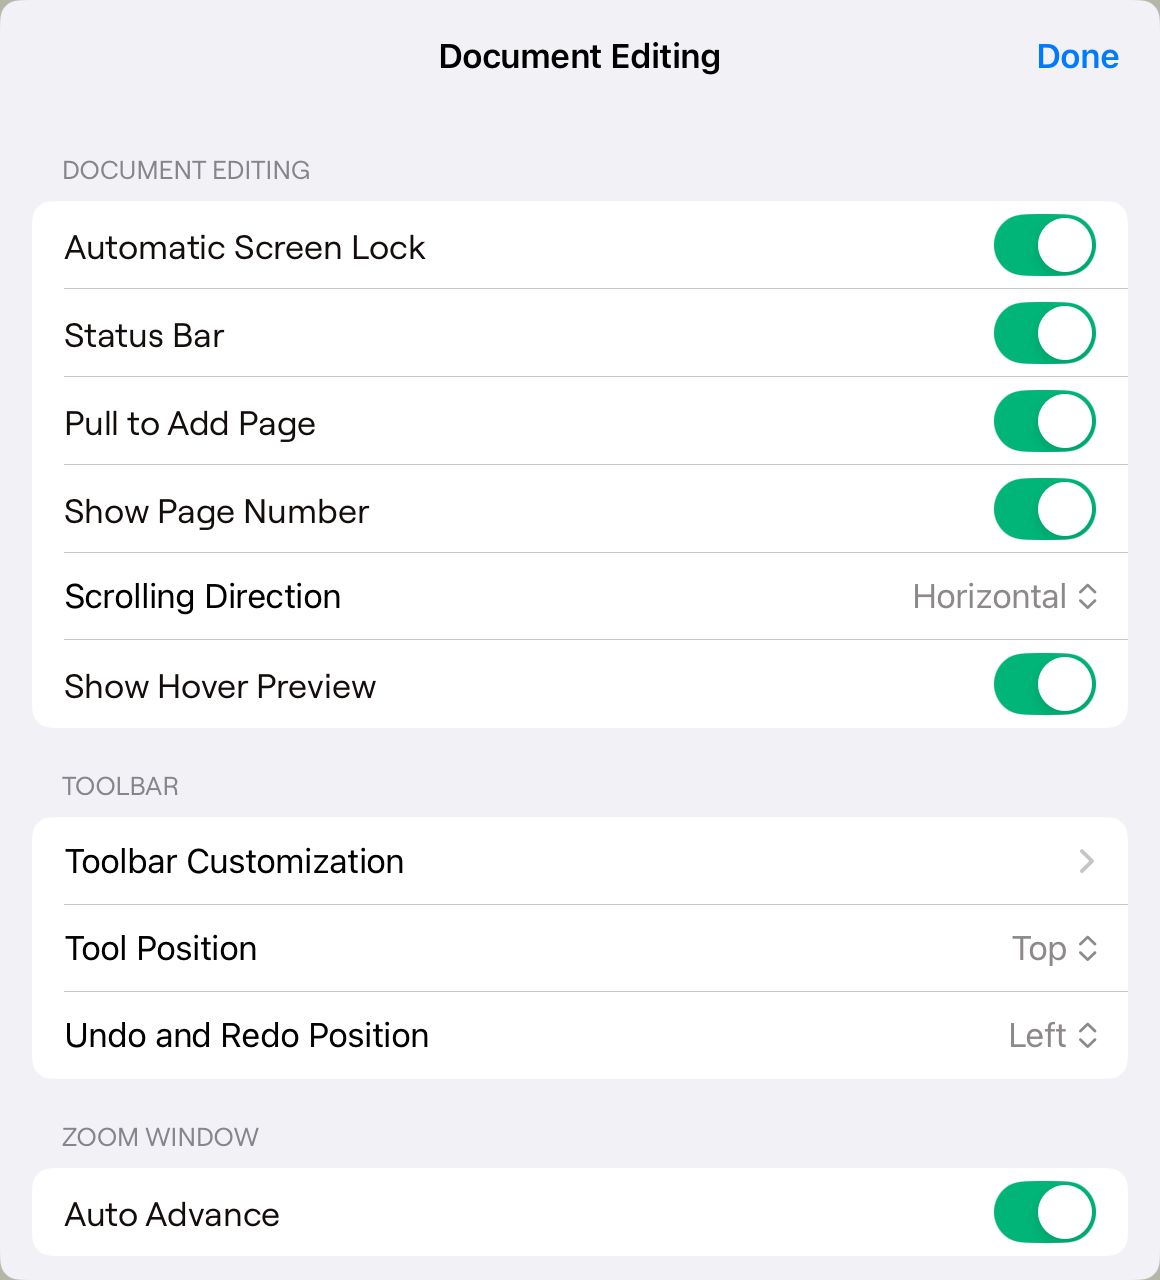 Document Editing
Done
DOCUMENT EDITING
Automatic Screen Lock
Status Bar
Pull to Add Page
Show Page Number
Scrolling Direction Horizontal
Show Hover Preview
TOOLBAR
Toolbar Customization
Tool Position Top
Undo and Redo Position Left
ZOOM WINDOW
Auto Advance